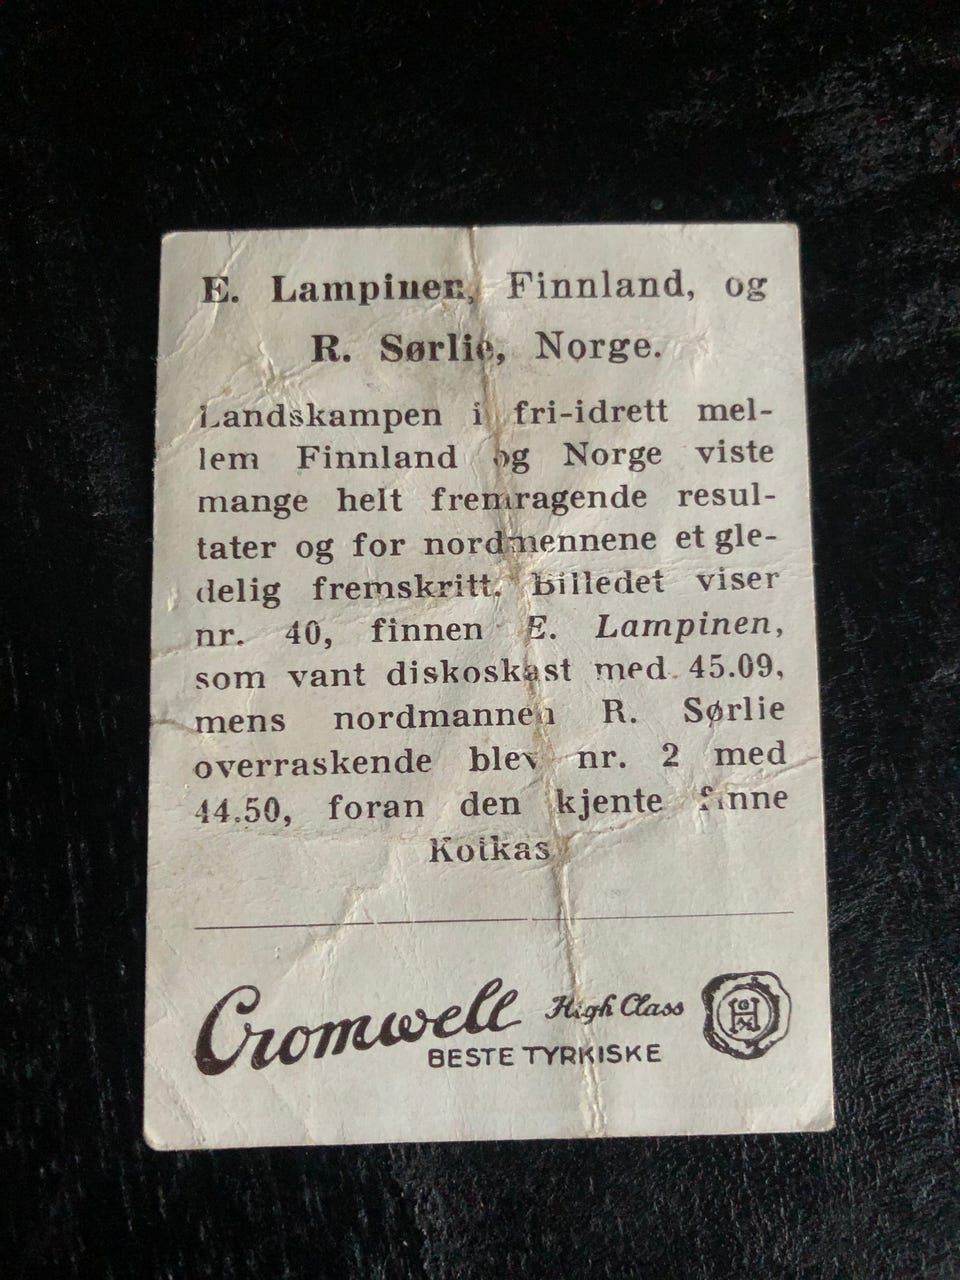 E. Lampinen, Finnland, og
R. Sørlie, Norge.
Landskampen i fri-idrett mel-
lem Finnland og Norge viste
mange helt fremragende resul-
tater og for nordmennene et gle-
delig fremskritt. Billedet viser
nr. 40, finnen E. Lampinen,
som vant diskoskast med 45.09,
mens nordmannen R. Sørlie
overraskende blev nr. 2 med
44.50, foran den kjente finne
Kotkas
Cromwell High Class
BESTE TYRKISKE